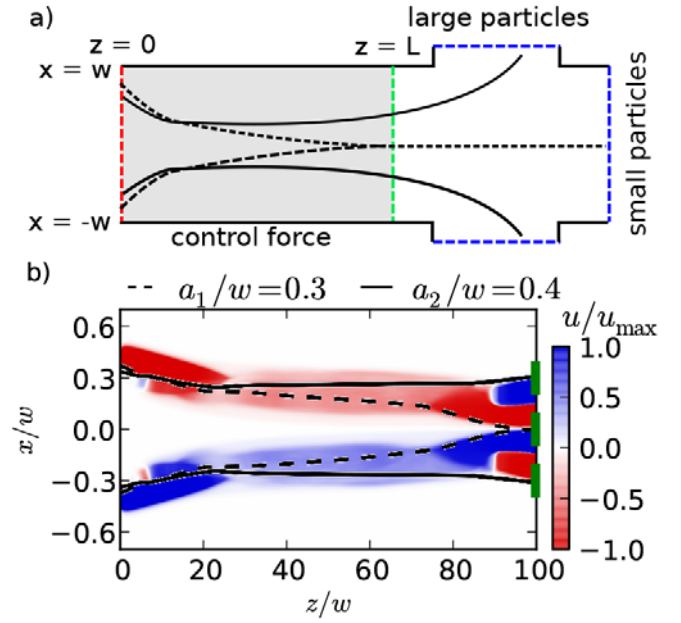 a)
large particles
z = 0
z = L
x = w
x = -w
control force
small particles
b)
a₁/w=0.3
a₂/w=0.4
u/uₘₐₓ
0.6
0.3
0.0
−0.3
−0.6
x/w
0
20
40
60
80
100
z/w
1.0
0.5
0.0
−0.5
−1.0